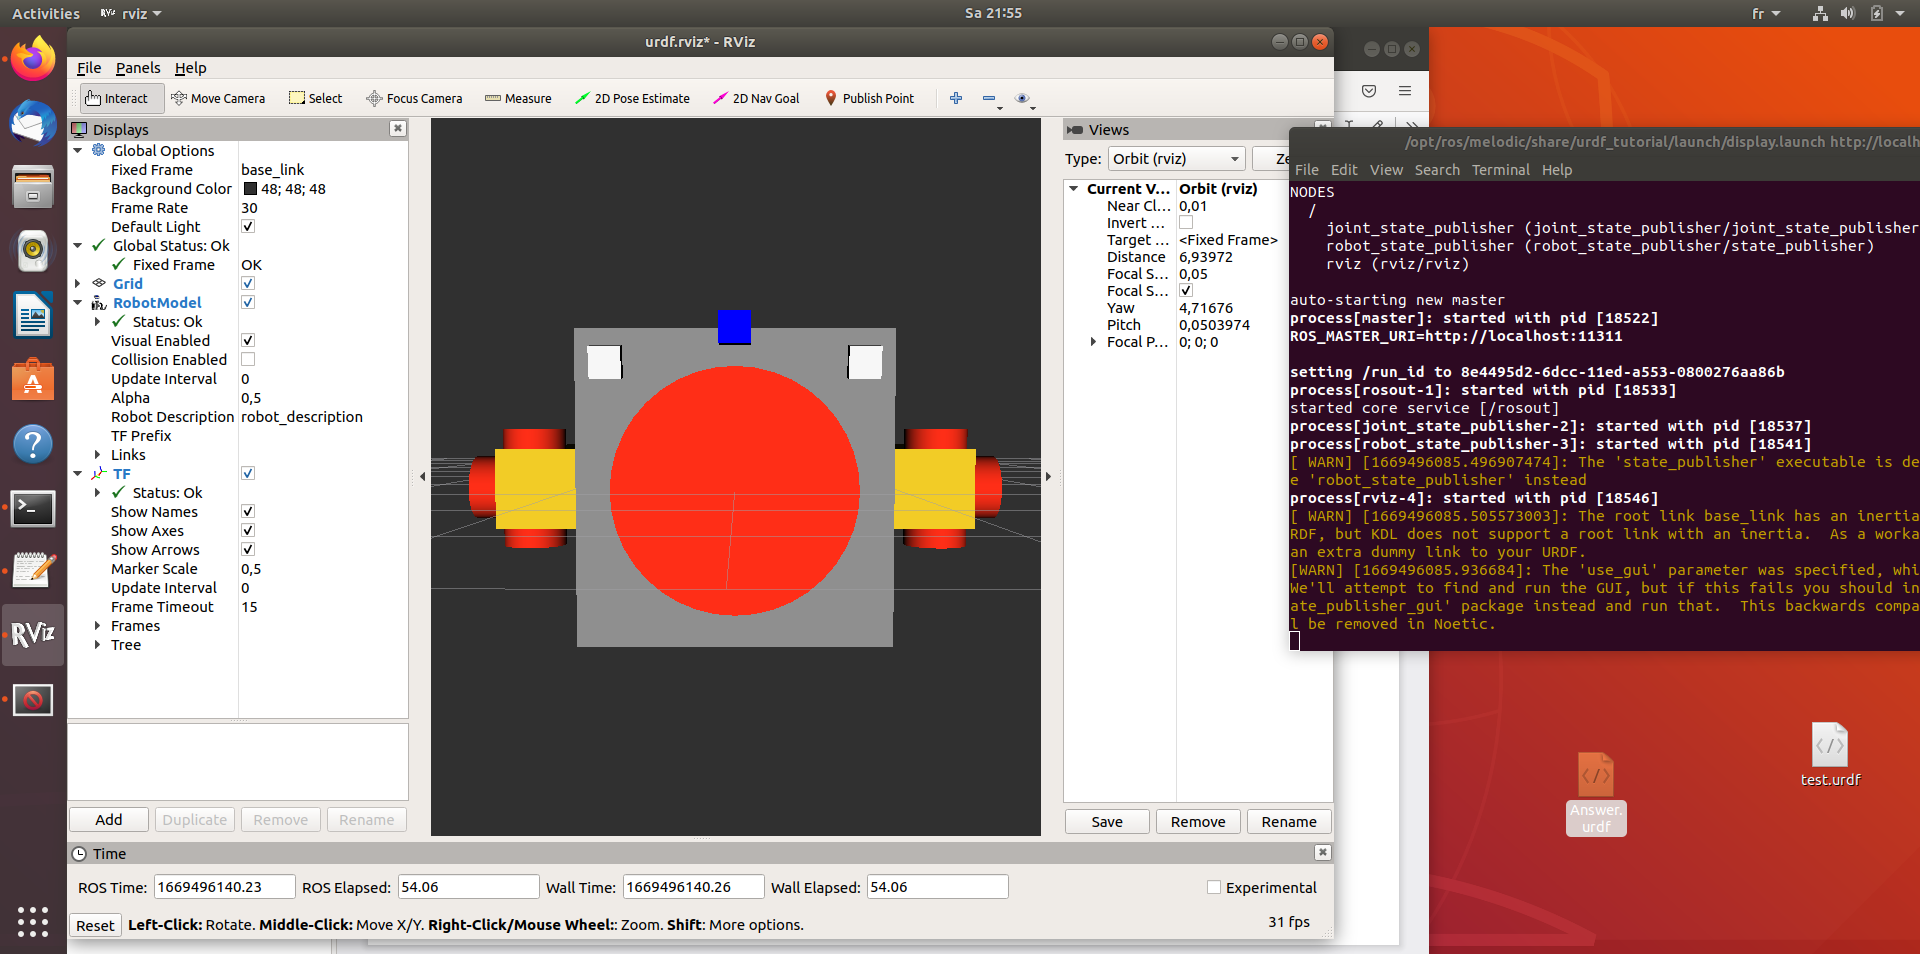 Activities
RViz rviz
Sa 21:55
fr
urdf.rviz* - RViz
File Panels Help
Interact Move Camera Select Focus Camera Measure 2D Pose Estimate 2D Nav Goal Publish Point
Displays
Global Options
Fixed Frame base_link
Background Color 48; 48; 48
Frame Rate 30
Default Light
Global Status: Ok
Fixed Frame OK
Grid
RobotModel
Status: Ok
Visual Enabled
Collision Enabled
Update Interval 0
Alpha 0,5
Robot Description robot_description
TF Prefix
Links
TF
Status: Ok
Show Names
Show Axes
Show Arrows
Marker Scale 0,5
Update Interval 0
Frame Timeout 15
Frames
Tree
Add Duplicate Remove Rename
Views
Type: Orbit (rviz) Ze
Current V... Orbit (rviz)
Near Cl... 0,01
Invert ...
Target ... <Fixed Frame>
Distance 6,93972
Focal S... 0,05
Focal S...
Yaw 4,71676
Pitch 0,0503974
Focal P... 0; 0; 0
Save Remove Rename
Time
ROS Time: 1669496140.23 ROS Elapsed: 54.06 Wall Time: 1669496140.26 Wall Elapsed: 54.06 Experimental
Reset Left-Click: Rotate. Middle-Click: Move X/Y. Right-Click/Mouse Wheel:: Zoom. Shift: More options. 31 fps
/opt/ros/melodic/share/urdf_tutorial/launch/display.launch http://localh
File Edit View Search Terminal Help
NODES
/
joint_state_publisher (joint_state_publisher/joint_state_publisher
robot_state_publisher (robot_state_publisher/state_publisher)
rviz (rviz/rviz)
auto-starting new master
process[master]: started with pid [18522]
ROS_MASTER_URI=http://localhost:11311
setting /run_id to 8e4495d2-6dcc-11ed-a553-0800276aa86b
process[rosout-1]: started with pid [18533]
started core service [/rosout]
process[joint_state_publisher-2]: started with pid [18537]
process[robot_state_publisher-3]: started with pid [18541]
[ WARN] [1669496085.496907474]: The 'state_publisher' executable is de
e 'robot_state_publisher' instead
process[rviz-4]: started with pid [18546]
[ WARN] [1669496085.505573003]: The root link base_link has an inertia
RDF, but KDL does not support a root link with an inertia.  As a worka
an extra dummy link to your URDF.
[WARN] [1669496085.936684]: The 'use_gui' parameter was specified, whi
We'll attempt to find and run the GUI, but if this fails you should in
ate_publisher_gui' package instead and run that.  This backwards compa
l be removed in Noetic.
RViz
test.urdf
Answer.
urdf